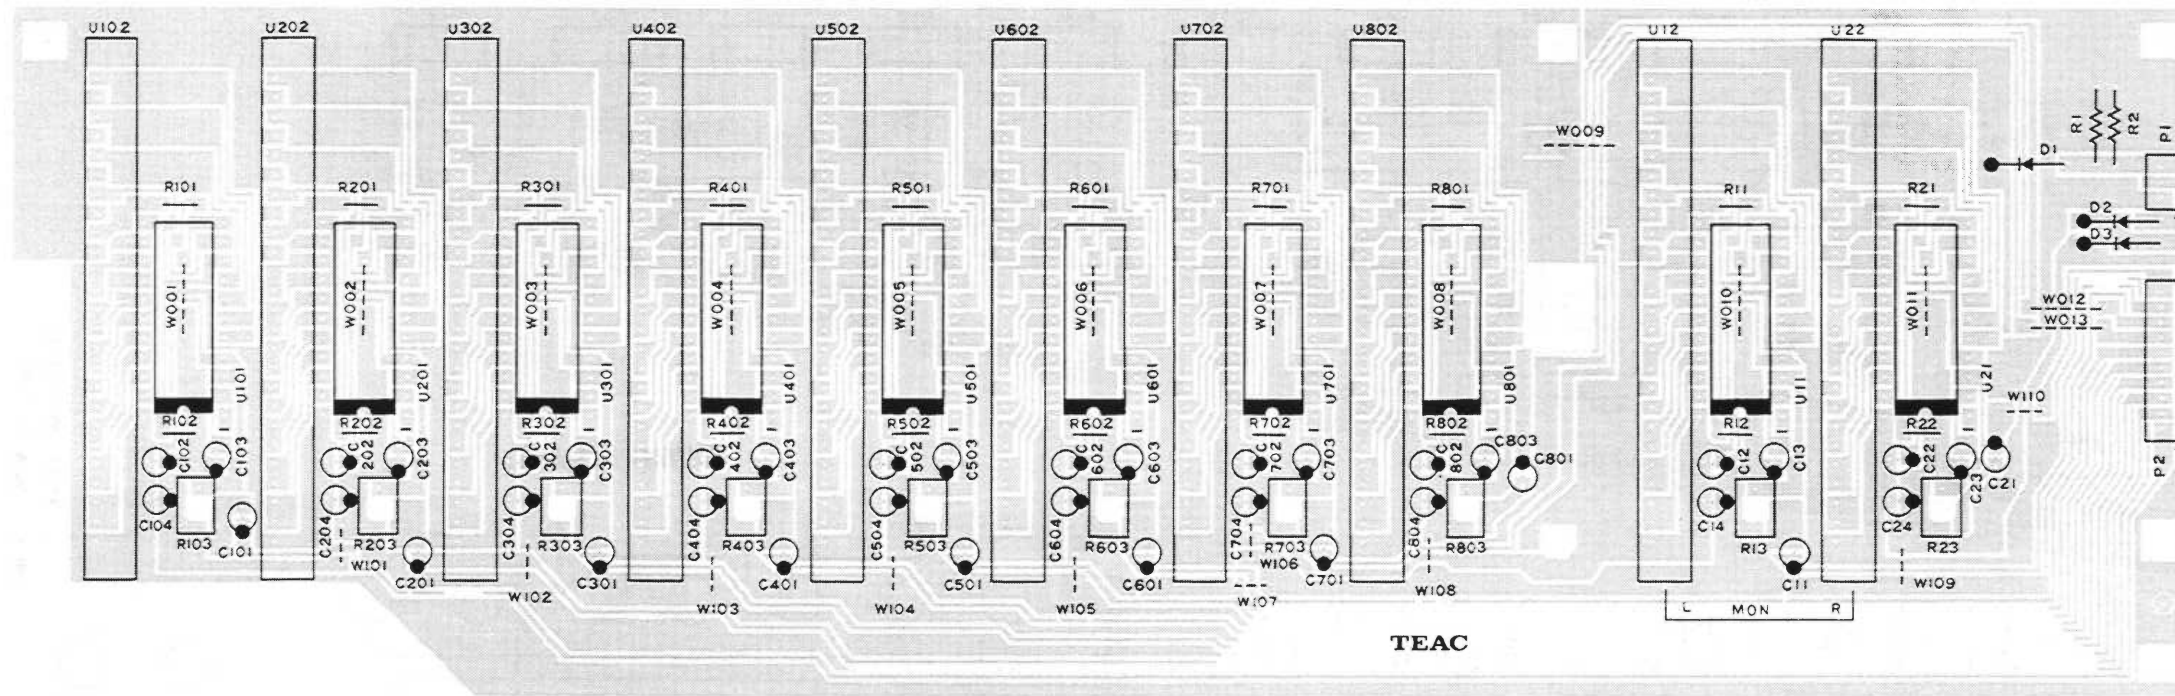 U102 U202 U302 U402 U502 U602 U702 U802 U12 U22
R1 R2 P1
W009
D1
R101 R201 R301 R401 R501 R601 R701 R801 R11 R21
D2
D3
W001 W002 W003 W004 W005 W006 W007 W008 W010 W011
W012
W013
U101 U201 U301 U401 U501 U601 U701 U801 U11 U21
W110
R102 R202 R302 R402 R502 R602 R702 R802 R12 R22
C102 C103 C202 C203 C302 C303 C402 C403 C502 C503 C602 C603 C702 C703 C802 C803 C801 C12 C13 C22 C23 C21 P2
C104 C204 C304 C404 C504 C604 C704 C804 C14 C24
R103 C101 R203 R303 R403 R503 R603 R703 R803 R13 R23
W101 C201 C301 C401 C501 C601 W106 C701 C11 W109
W102 W103 W104 W105 W107 W108
L MON R
TEAC